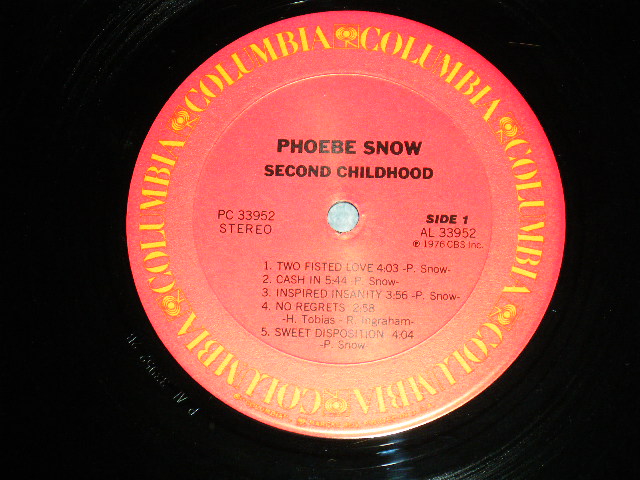 COLUMBIA COLUMBIA COLUMBIA COLUMBIA COLUMBIA COLUMBIA
PHOEBE SNOW
SECOND CHILDHOOD
PC 33952
STEREO
SIDE 1
AL 33952
℗ 1976 CBS Inc.
1. TWO FISTED LOVE 4:03 -P. Snow-
2. CASH IN 5:44 -P. Snow-
3. INSPIRED INSANITY 3:56 -P. Snow-
4. NO REGRETS 2:58
-H. Tobias- R. Ingraham-
5. SWEET DISPOSITION 4:04
-P. Snow-